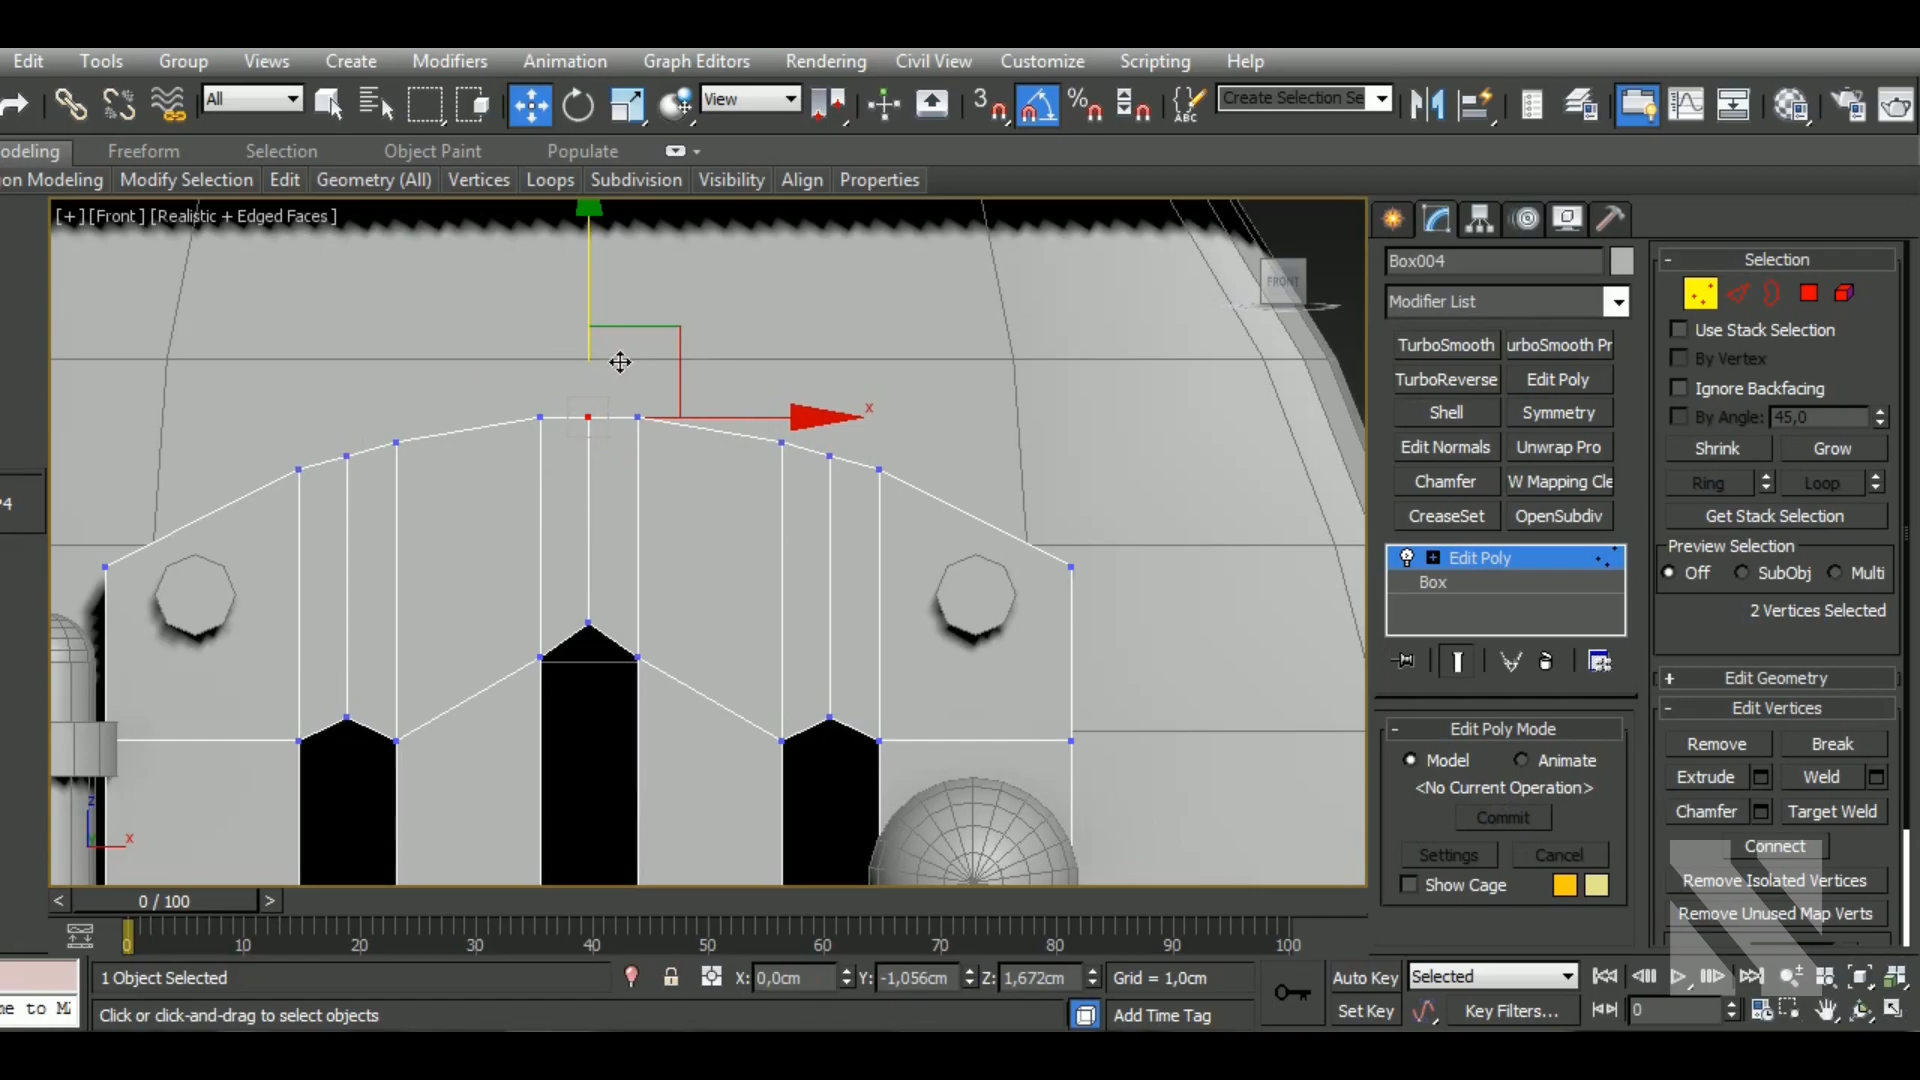 Edit Tools Group Views Create Modifiers Animation Graph Editors Rendering Civil View Customize Scripting Help
All View 3 % ABC Create Selection Se
odeling Freeform Selection Object Paint Populate
on Modeling Modify Selection Edit Geometry (All) Vertices Loops Subdivision Visibility Align Properties
[+][Front ] [Realistic + Edged Faces ]
FRONT
x
P4
z
x
Box004
Modifier List
TurboSmooth urboSmooth Pr
TurboReverse Edit Poly
Shell Symmetry
Edit Normals Unwrap Pro
Chamfer W Mapping Cle
CreaseSet OpenSubdiv
Edit Poly
Box
- Edit Poly Mode
Model Animate
<No Current Operation>
Commit
Settings Cancel
Show Cage
- Selection
Use Stack Selection
By Vertex
Ignore Backfacing
By Angle: 45,0
Shrink Grow
Ring Loop
Get Stack Selection
Preview Selection
Off SubObj Multi
2 Vertices Selected
+ Edit Geometry
- Edit Vertices
Remove Break
Extrude Weld
Chamfer Target Weld
Connect
Remove Isolated Vertices
Remove Unused Map Verts
< 0 / 100 >
0 10 20 30 40 50 60 70 80 90 100
1 Object Selected X: 0,0cm Y: -1,056cm Z: 1,672cm Grid = 1,0cm Auto Key Selected
me to Click or click-and-drag to select objects Add Time Tag Set Key Key Filters... 0